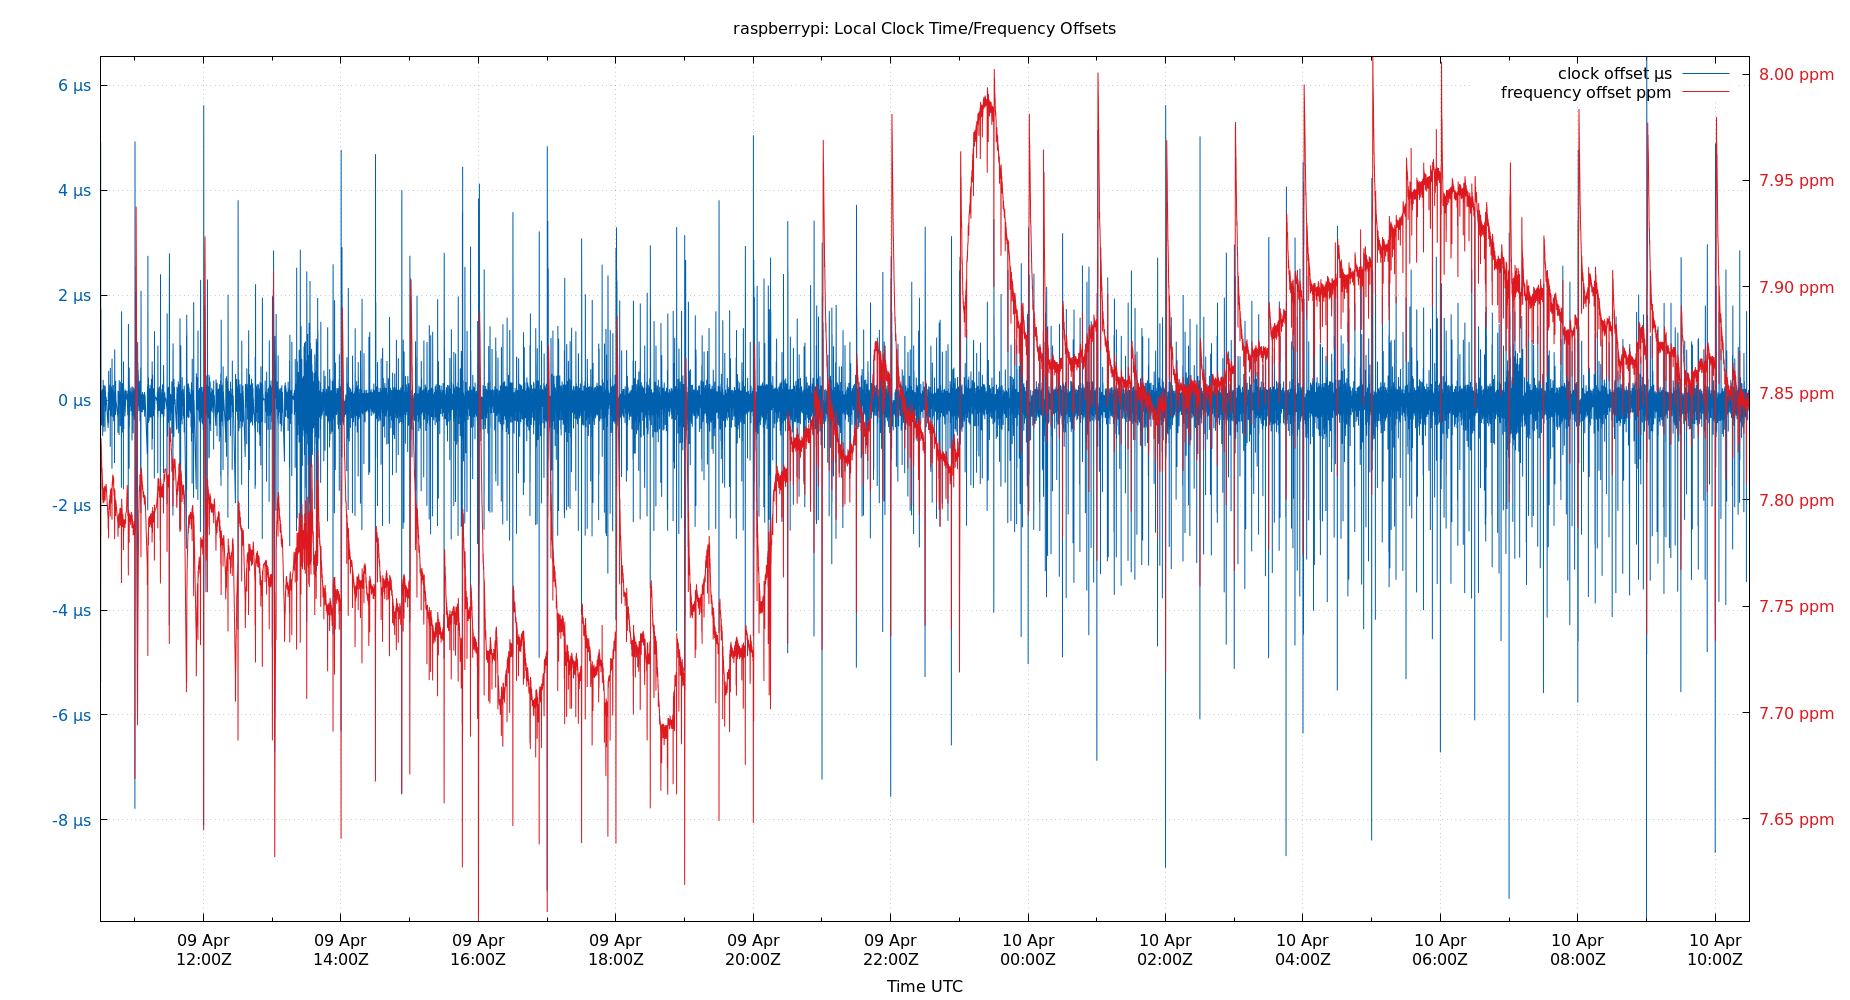 raspberrypi: Local Clock Time/Frequency Offsets
clock offset µs
frequency offset ppm
6 µs
4 µs
2 µs
0 µs
-2 µs
-4 µs
-6 µs
-8 µs
8.00 ppm
7.95 ppm
7.90 ppm
7.85 ppm
7.80 ppm
7.75 ppm
7.70 ppm
7.65 ppm
09 Apr 09 Apr 09 Apr 09 Apr 09 Apr 09 Apr 10 Apr 10 Apr 10 Apr 10 Apr 10 Apr 10 Apr
12:00Z 14:00Z 16:00Z 18:00Z 20:00Z 22:00Z 00:00Z 02:00Z 04:00Z 06:00Z 08:00Z 10:00Z
Time UTC